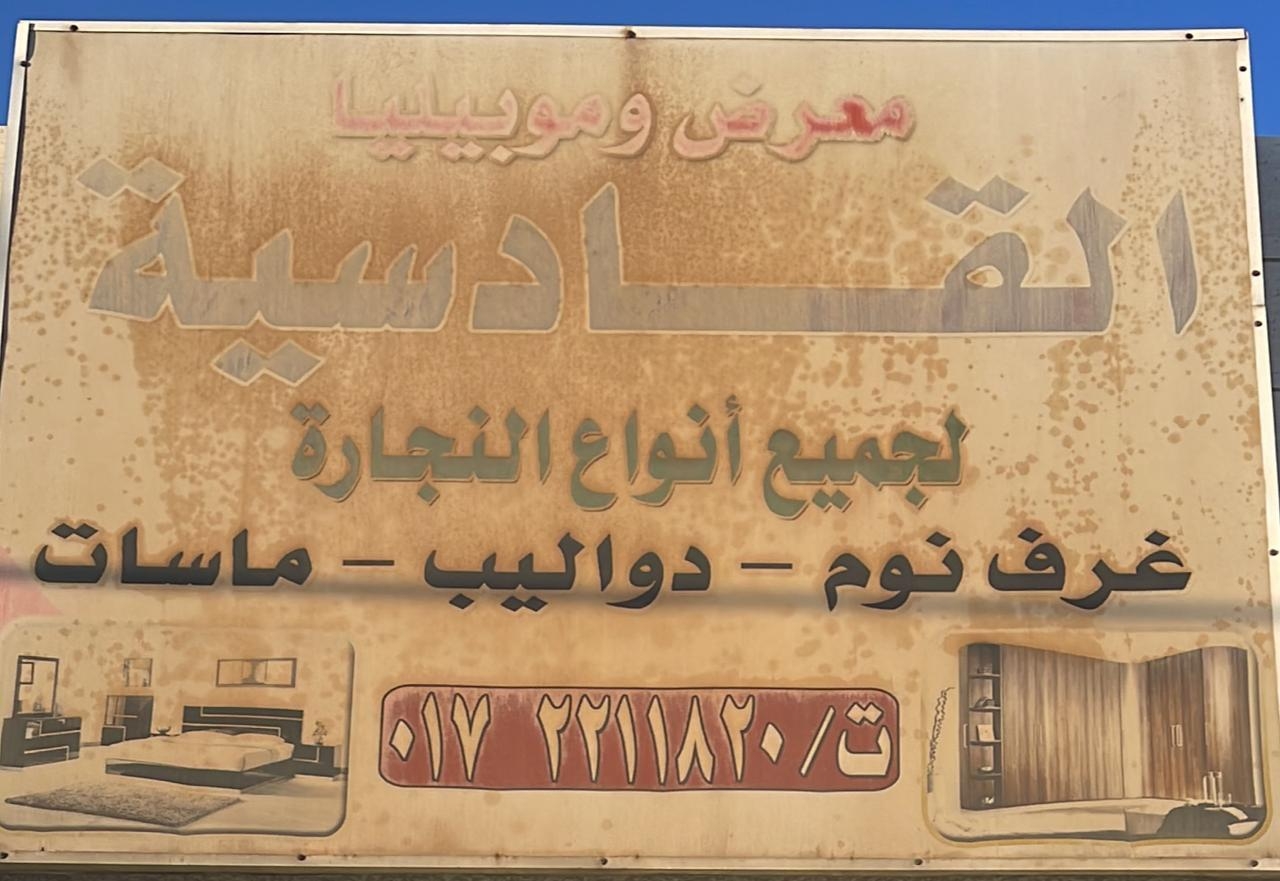 معرض وموبيليا
القادسية
لجميع أنواع النجارة
غرف نوم - دواليب - ماسات
ت/ ٠١٧ ٢٢١١٨٢٠